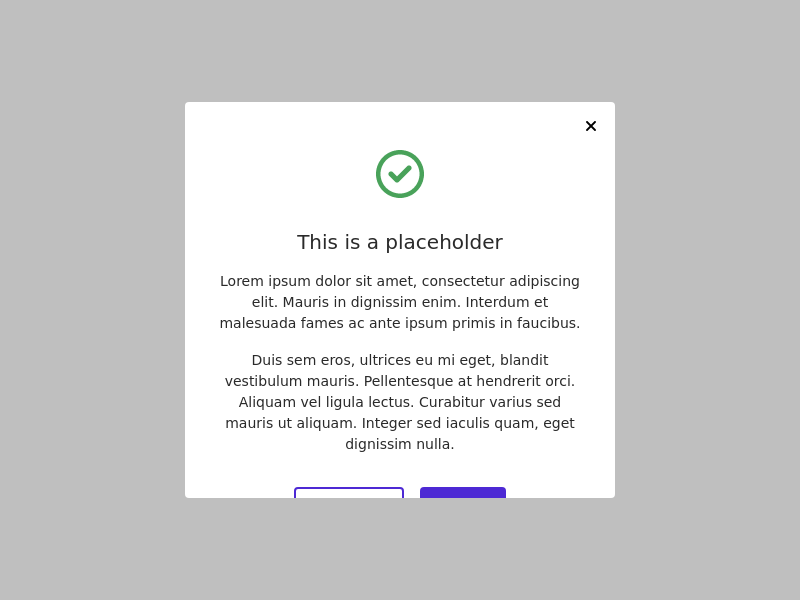 This is a placeholder
Lorem ipsum dolor sit amet, consectetur adipiscing
elit. Mauris in dignissim enim. Interdum et
malesuada fames ac ante ipsum primis in faucibus.
Duis sem eros, ultrices eu mi eget, blandit
vestibulum mauris. Pellentesque at hendrerit orci.
Aliquam vel ligula lectus. Curabitur varius sed
mauris ut aliquam. Integer sed iaculis quam, eget
dignissim nulla.